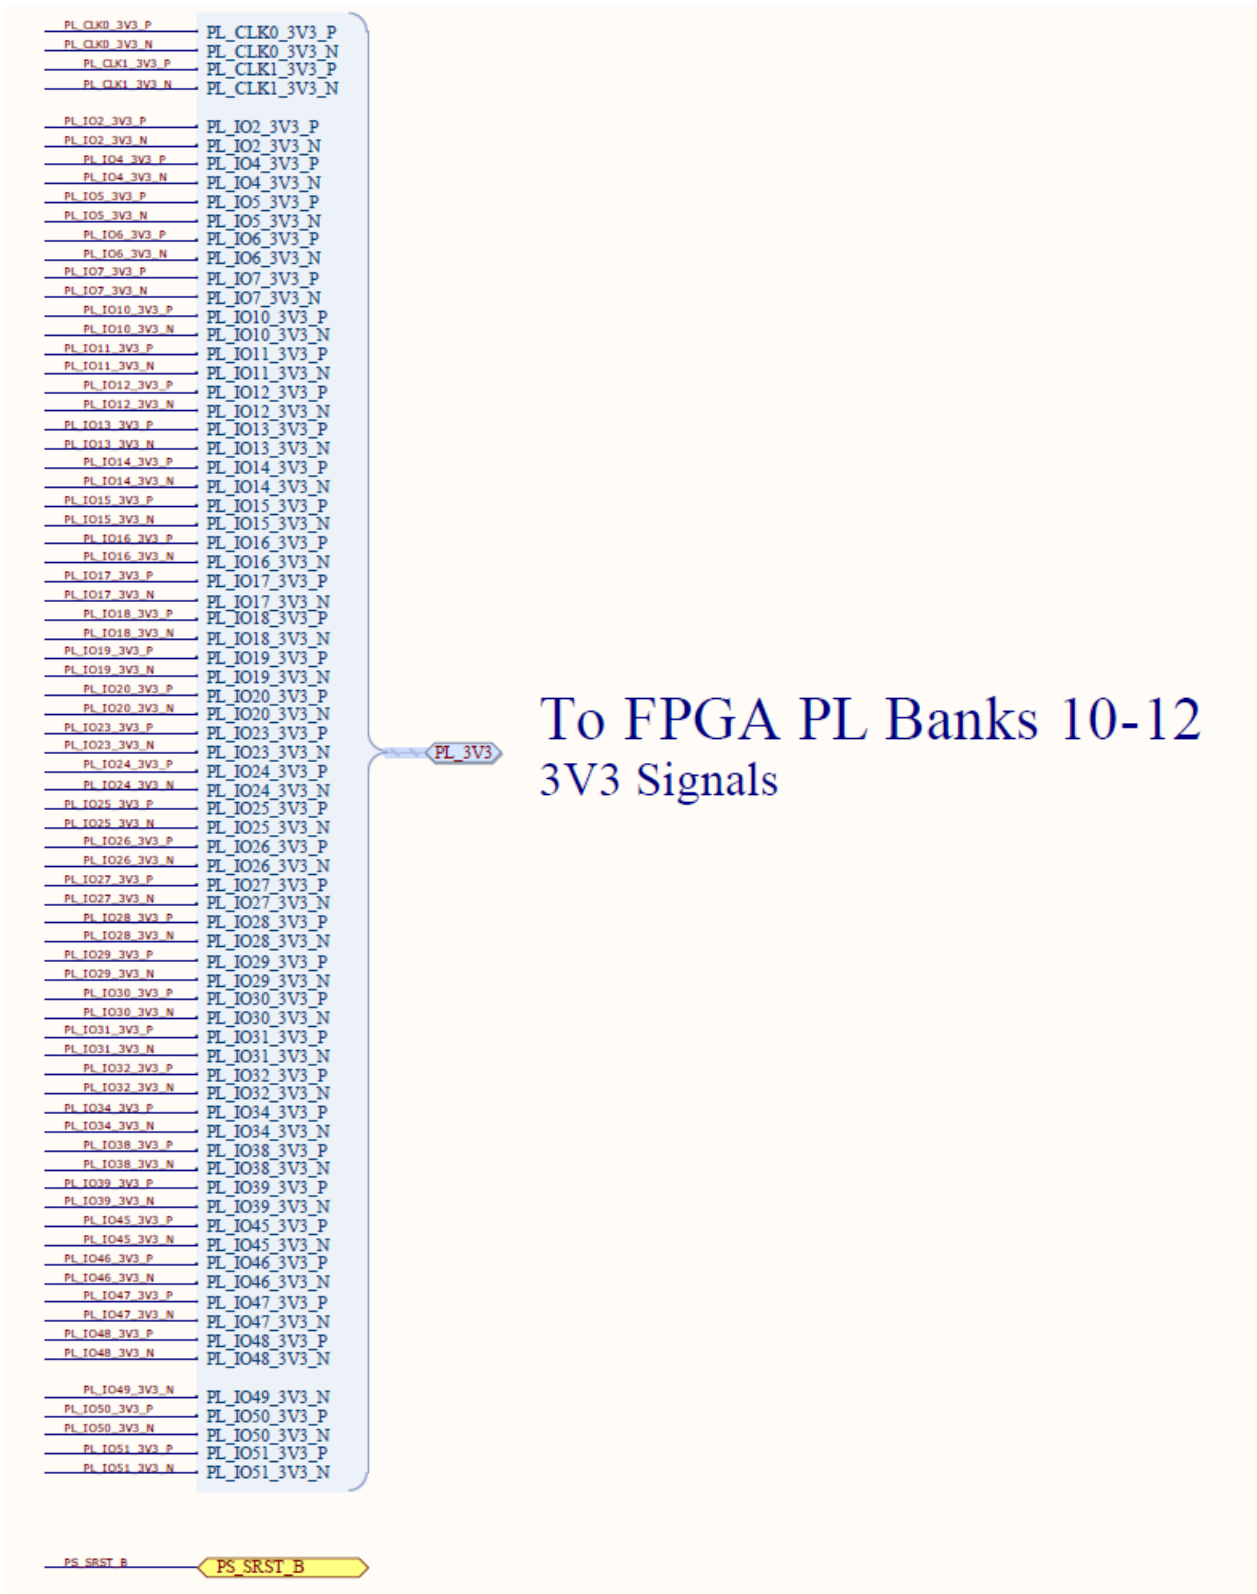 PL_CLK0_3V3_P PL_CLK0_3V3_P
PL_CLK0_3V3_N PL_CLK0_3V3_N
PL_CLK1_3V3_P PL_CLK1_3V3_P
PL_CLK1_3V3_N PL_CLK1_3V3_N
PL_IO2_3V3_P PL_IO2_3V3_P
PL_IO2_3V3_N PL_IO2_3V3_N
PL_IO4_3V3_P PL_IO4_3V3_P
PL_IO4_3V3_N PL_IO4_3V3_N
PL_IO5_3V3_P PL_IO5_3V3_P
PL_IO5_3V3_N PL_IO5_3V3_N
PL_IO6_3V3_P PL_IO6_3V3_P
PL_IO6_3V3_N PL_IO6_3V3_N
PL_IO7_3V3_P PL_IO7_3V3_P
PL_IO7_3V3_N PL_IO7_3V3_N
PL_IO10_3V3_P PL_IO10_3V3_P
PL_IO10_3V3_N PL_IO10_3V3_N
PL_IO11_3V3_P PL_IO11_3V3_P
PL_IO11_3V3_N PL_IO11_3V3_N
PL_IO12_3V3_P PL_IO12_3V3_P
PL_IO12_3V3_N PL_IO12_3V3_N
PL_IO13_3V3_P PL_IO13_3V3_P
PL_IO13_3V3_N PL_IO13_3V3_N
PL_IO14_3V3_P PL_IO14_3V3_P
PL_IO14_3V3_N PL_IO14_3V3_N
PL_IO15_3V3_P PL_IO15_3V3_P
PL_IO15_3V3_N PL_IO15_3V3_N
PL_IO16_3V3_P PL_IO16_3V3_P
PL_IO16_3V3_N PL_IO16_3V3_N
PL_IO17_3V3_P PL_IO17_3V3_P
PL_IO17_3V3_N PL_IO17_3V3_N
PL_IO18_3V3_P PL_IO18_3V3_P
PL_IO18_3V3_N PL_IO18_3V3_N
PL_IO19_3V3_P PL_IO19_3V3_P
PL_IO19_3V3_N PL_IO19_3V3_N
PL_IO20_3V3_P PL_IO20_3V3_P
PL_IO20_3V3_N PL_IO20_3V3_N
PL_IO23_3V3_P PL_IO23_3V3_P
PL_IO23_3V3_N PL_IO23_3V3_N
PL_IO24_3V3_P PL_IO24_3V3_P
PL_IO24_3V3_N PL_IO24_3V3_N
PL_IO25_3V3_P PL_IO25_3V3_P
PL_IO25_3V3_N PL_IO25_3V3_N
PL_IO26_3V3_P PL_IO26_3V3_P
PL_IO26_3V3_N PL_IO26_3V3_N
PL_IO27_3V3_P PL_IO27_3V3_P
PL_IO27_3V3_N PL_IO27_3V3_N
PL_IO28_3V3_P PL_IO28_3V3_P
PL_IO28_3V3_N PL_IO28_3V3_N
PL_IO29_3V3_P PL_IO29_3V3_P
PL_IO29_3V3_N PL_IO29_3V3_N
PL_IO30_3V3_P PL_IO30_3V3_P
PL_IO30_3V3_N PL_IO30_3V3_N
PL_IO31_3V3_P PL_IO31_3V3_P
PL_IO31_3V3_N PL_IO31_3V3_N
PL_IO32_3V3_P PL_IO32_3V3_P
PL_IO32_3V3_N PL_IO32_3V3_N
PL_IO34_3V3_P PL_IO34_3V3_P
PL_IO34_3V3_N PL_IO34_3V3_N
PL_IO38_3V3_P PL_IO38_3V3_P
PL_IO38_3V3_N PL_IO38_3V3_N
PL_IO39_3V3_P PL_IO39_3V3_P
PL_IO39_3V3_N PL_IO39_3V3_N
PL_IO45_3V3_P PL_IO45_3V3_P
PL_IO45_3V3_N PL_IO45_3V3_N
PL_IO46_3V3_P PL_IO46_3V3_P
PL_IO46_3V3_N PL_IO46_3V3_N
PL_IO47_3V3_P PL_IO47_3V3_P
PL_IO47_3V3_N PL_IO47_3V3_N
PL_IO48_3V3_P PL_IO48_3V3_P
PL_IO48_3V3_N PL_IO48_3V3_N
PL_IO49_3V3_N PL_IO49_3V3_N
PL_IO50_3V3_P PL_IO50_3V3_P
PL_IO50_3V3_N PL_IO50_3V3_N
PL_IO51_3V3_P PL_IO51_3V3_P
PL_IO51_3V3_N PL_IO51_3V3_N
PL_3V3
To FPGA PL Banks 10-12
3V3 Signals
PS_SRST_B PS_SRST_B